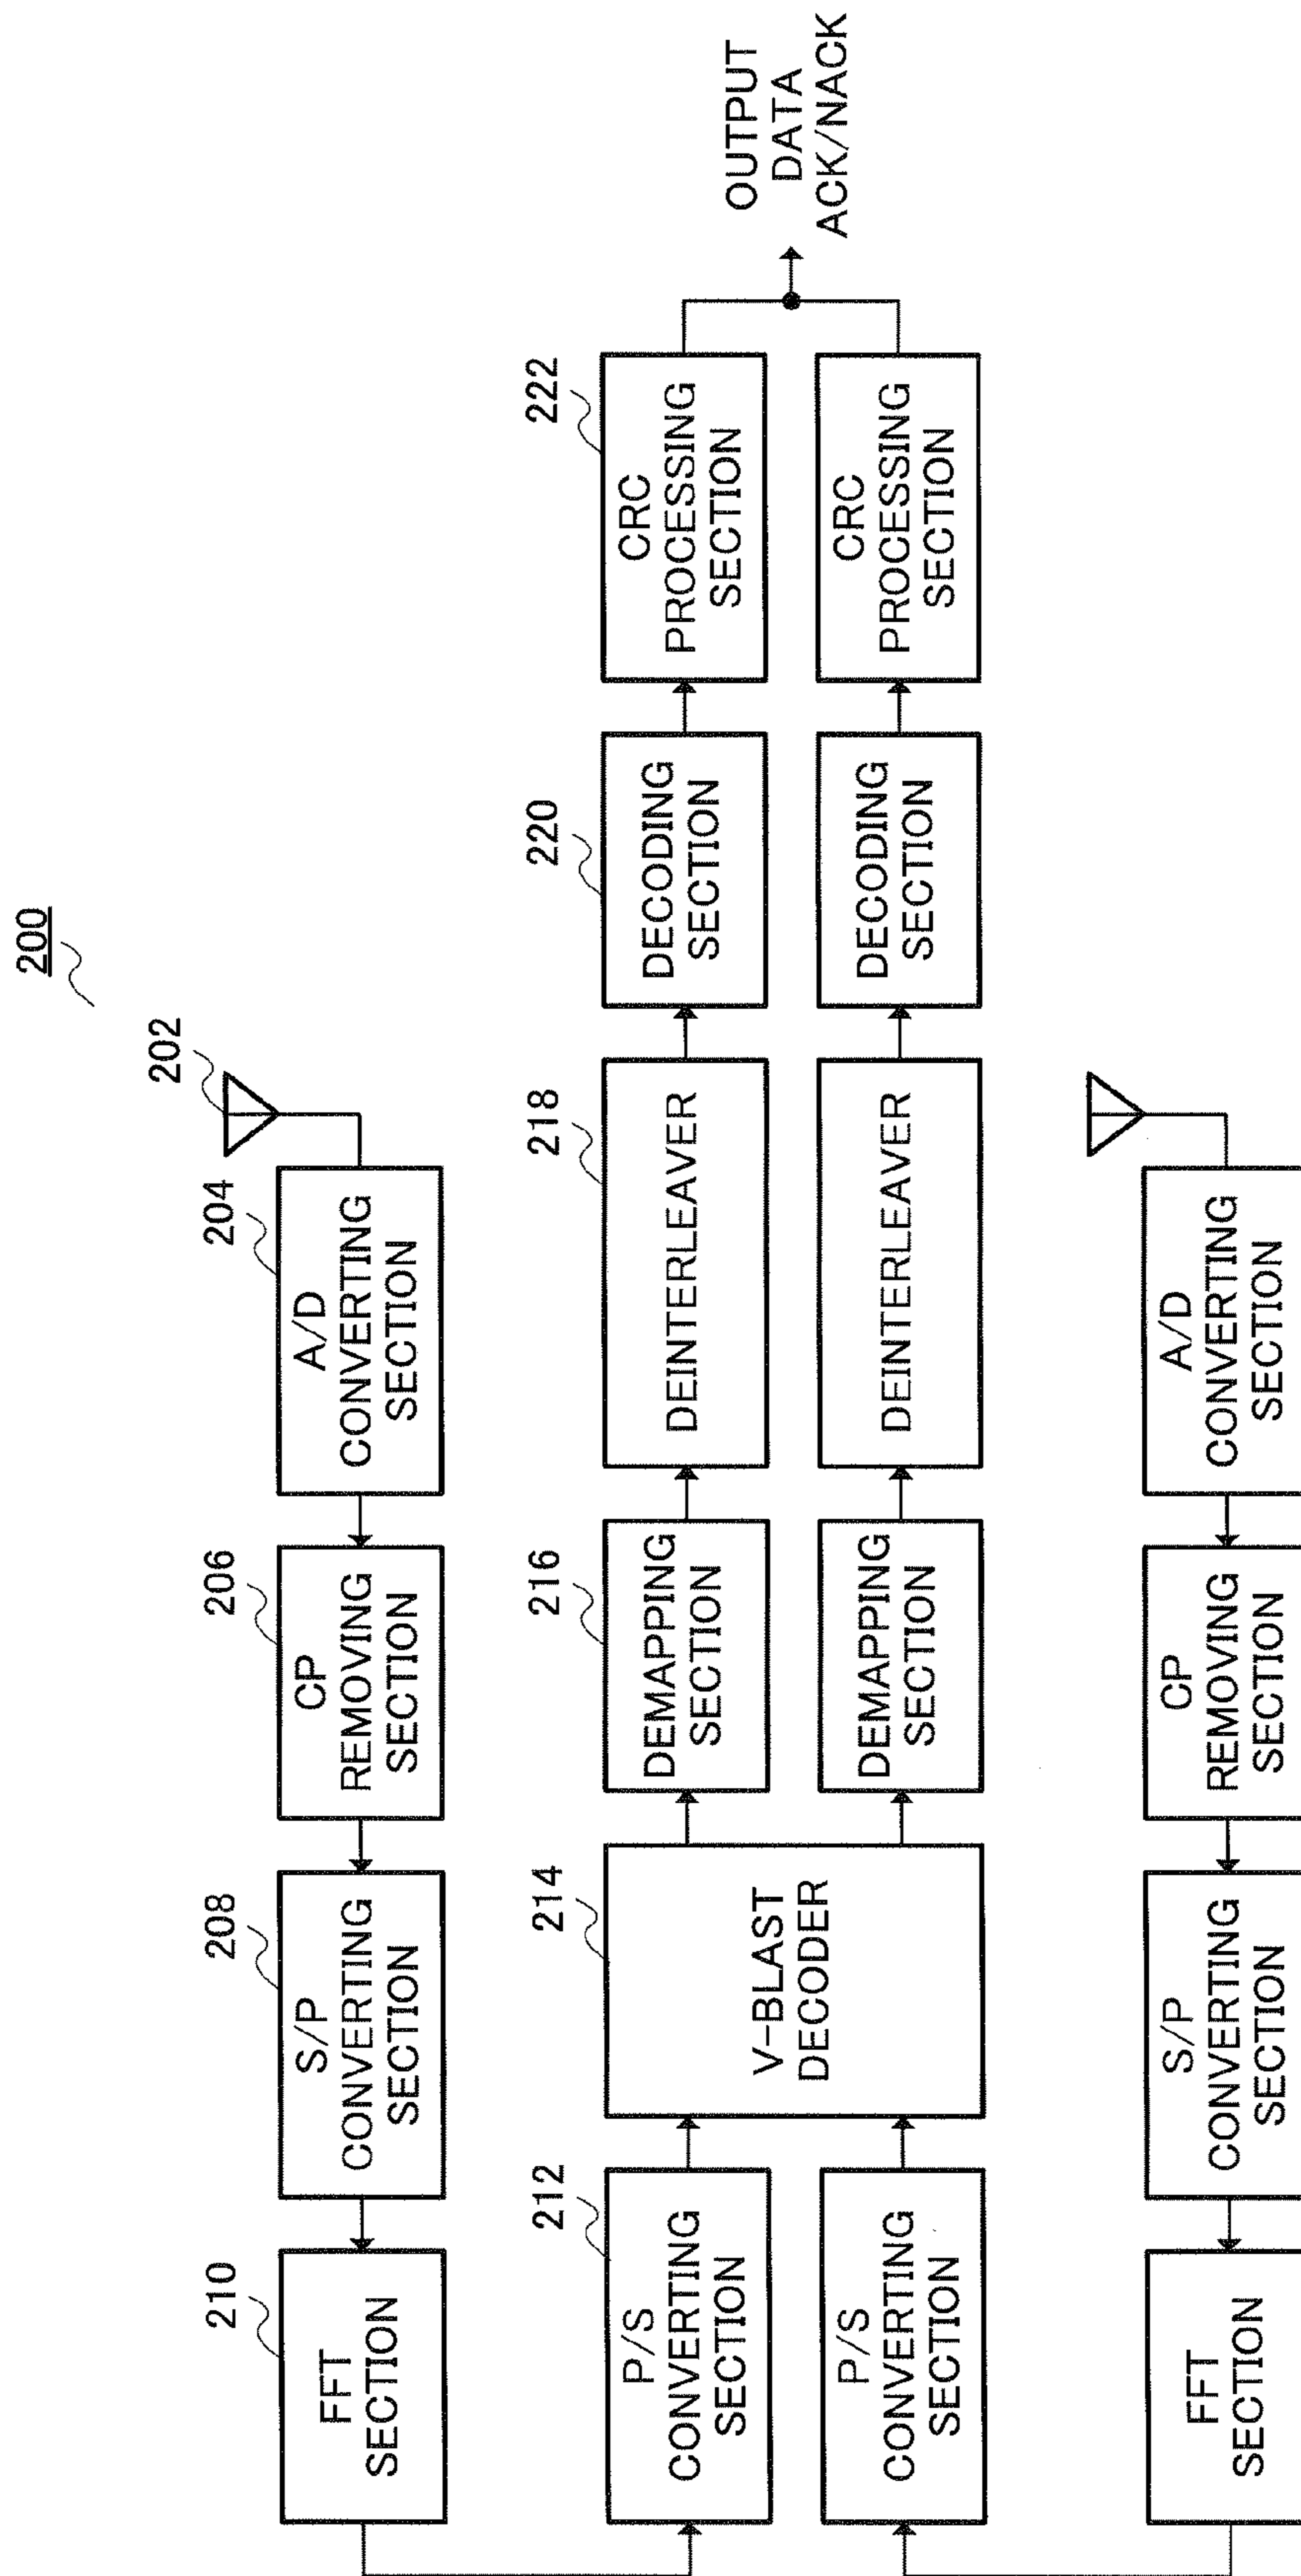 200
202
204
A/D
CONVERTING
SECTION
206
CP
REMOVING
SECTION
208
S/P
CONVERTING
SECTION
210
FFT
SECTION
212
P/S
CONVERTING
SECTION
214
V-BLAST
DECODER
216
DEMAPPING
SECTION
218
DEINTERLEAVER
220
DECODING
SECTION
222
CRC
PROCESSING
SECTION
OUTPUT
DATA
ACK/NACK
P/S
CONVERTING
SECTION
DEMAPPING
SECTION
DEINTERLEAVER
DECODING
SECTION
CRC
PROCESSING
SECTION
A/D
CONVERTING
SECTION
CP
REMOVING
SECTION
S/P
CONVERTING
SECTION
FFT
SECTION